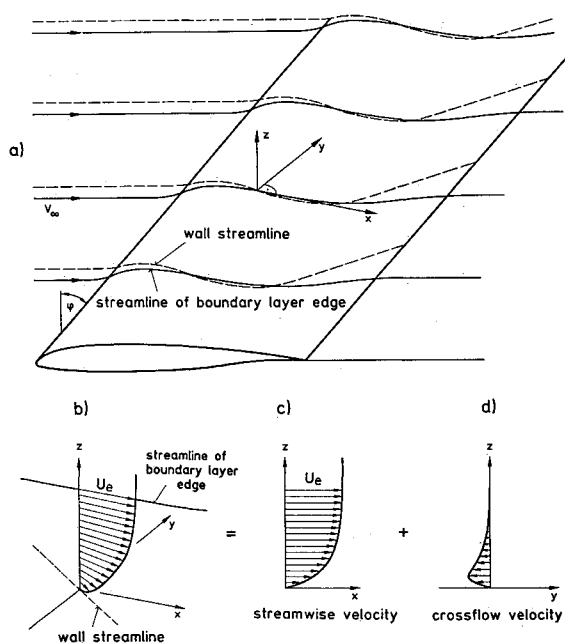 a)
z
y
x
V∞
wall streamline
streamline of boundary layer edge
φ
b)
c)
d)
z
streamline of
boundary layer
edge
Ue
y
x
wall streamline
=
z
Ue
x
streamwise velocity
+
z
y
crossflow velocity